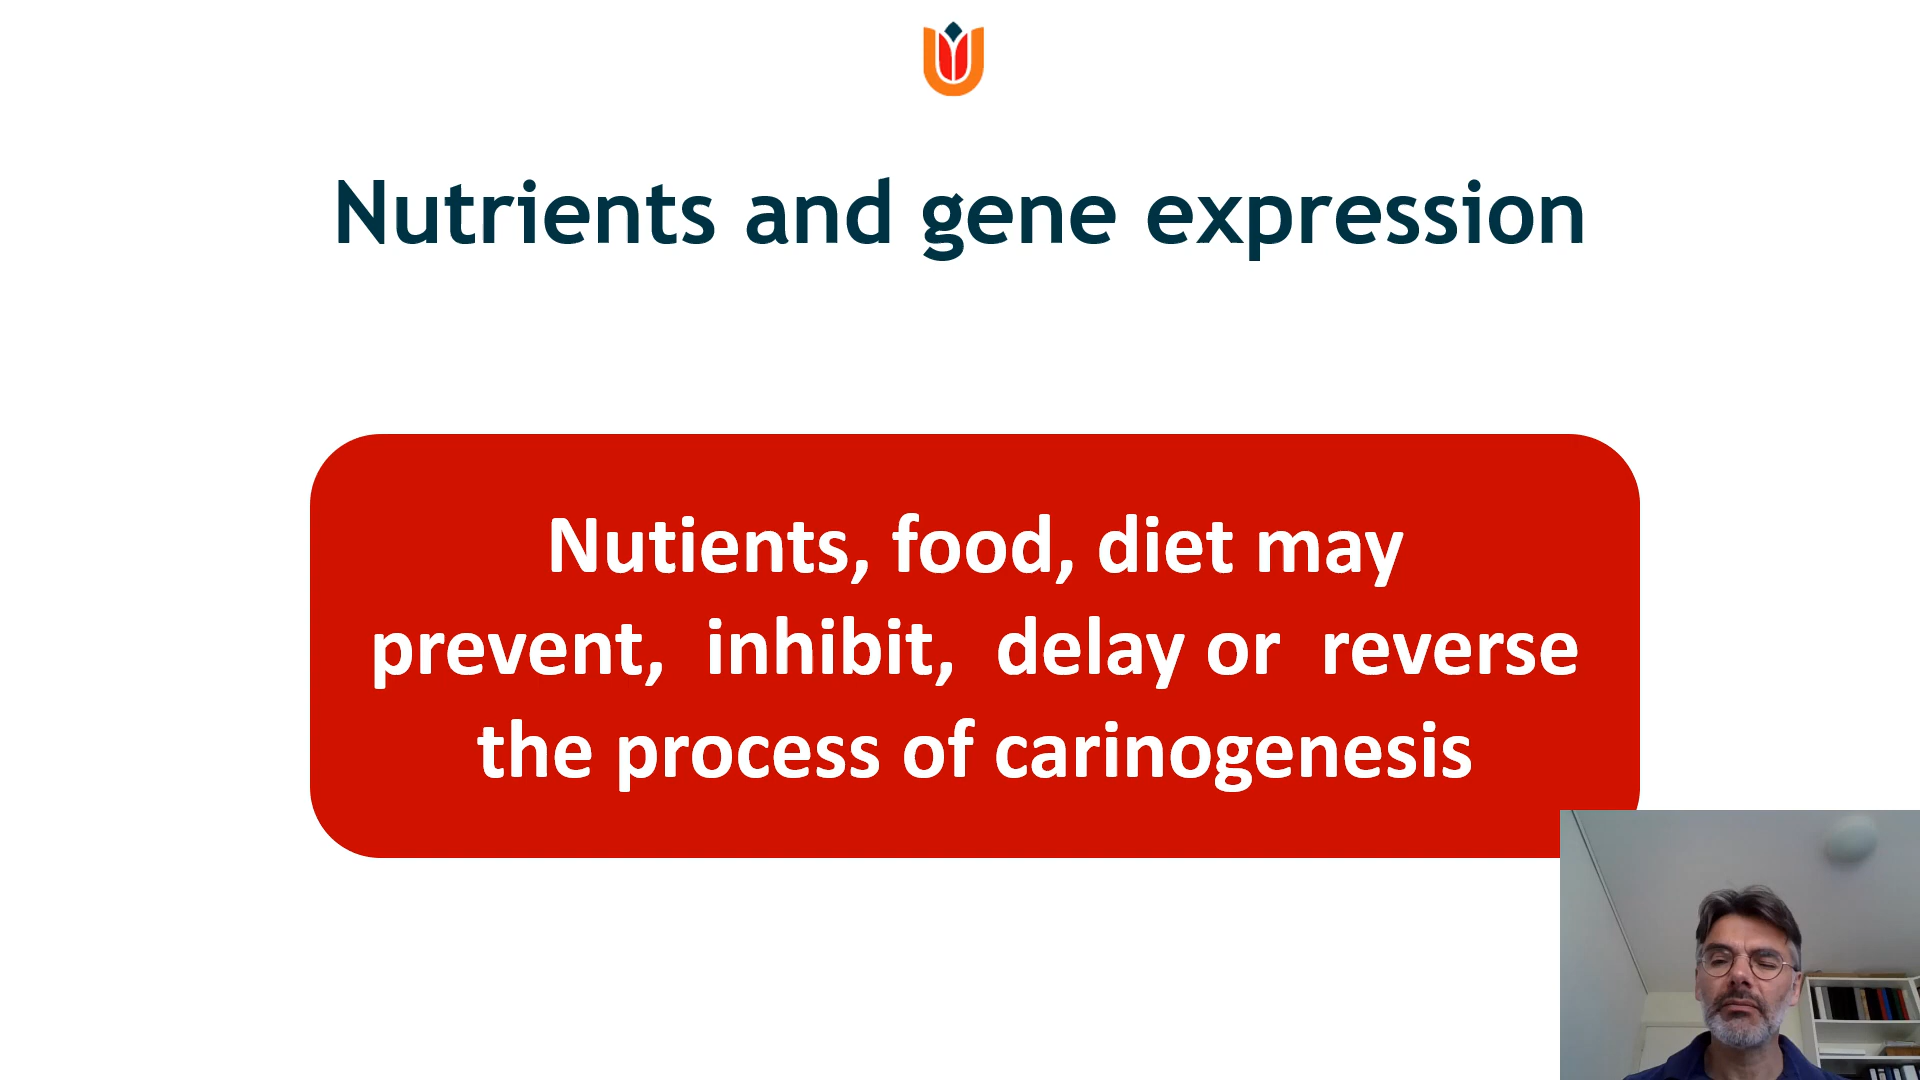 Nutrients and gene expression
Nutients, food, diet may
prevent, inhibit, delay or reverse
the process of carinogenesis